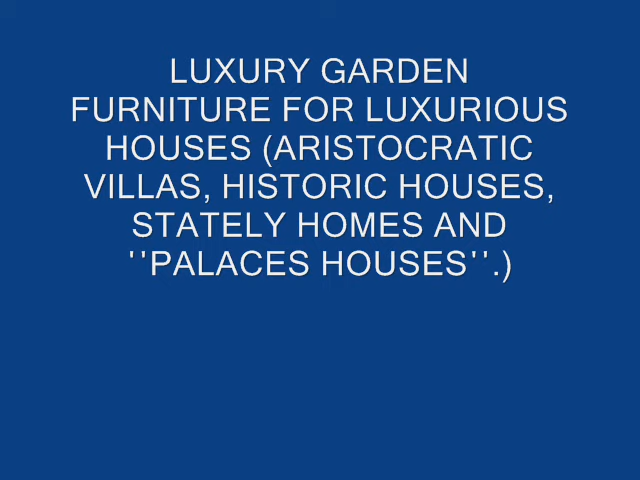 LUXURY GARDEN
FURNITURE FOR LUXURIOUS
HOUSES (ARISTOCRATIC
VILLAS, HISTORIC HOUSES,
STATELY HOMES AND
''PALACES HOUSES''.)